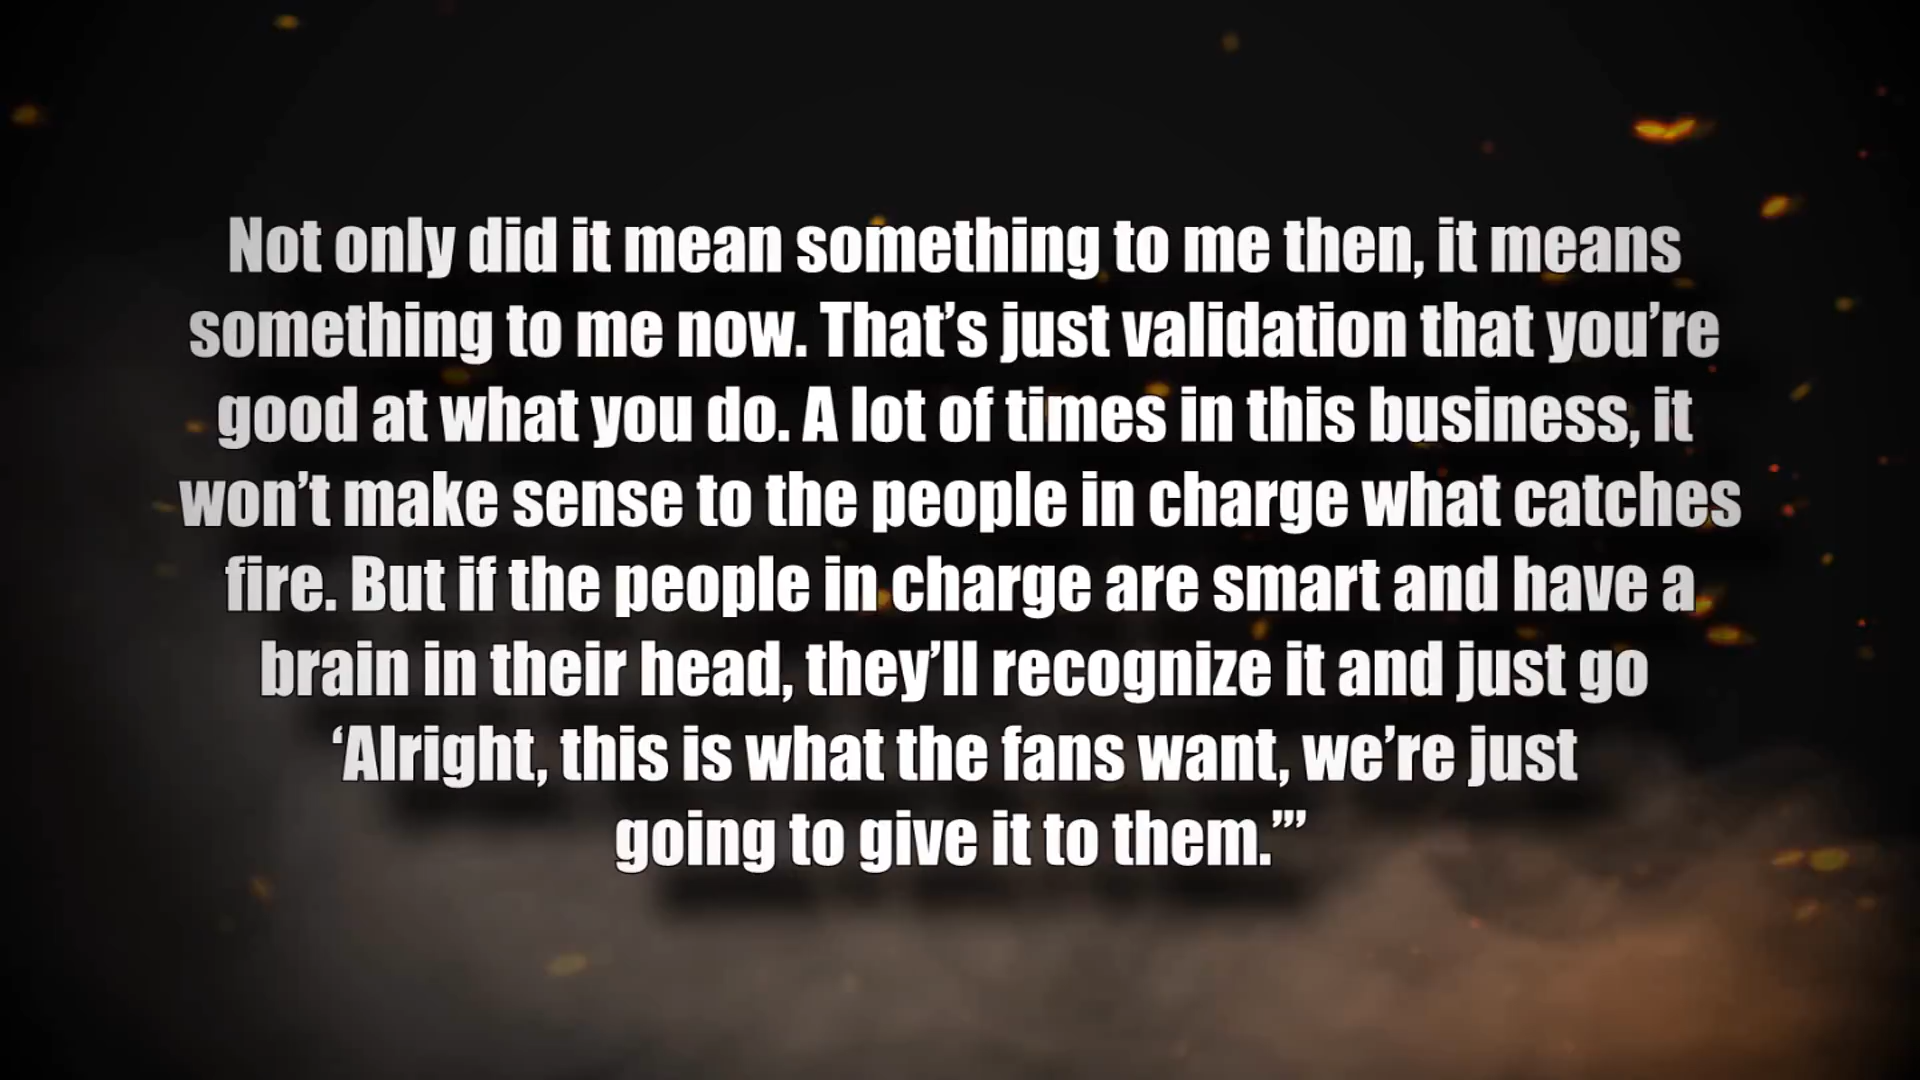 Not only did it mean something to me then, it means
something to me now. That’s just validation that you’re
good at what you do. A lot of times in this business, it
won’t make sense to the people in charge what catches
fire. But if the people in charge are smart and have a
brain in their head, they’ll recognize it and just go
‘Alright, this is what the fans want, we’re just
going to give it to them.’”